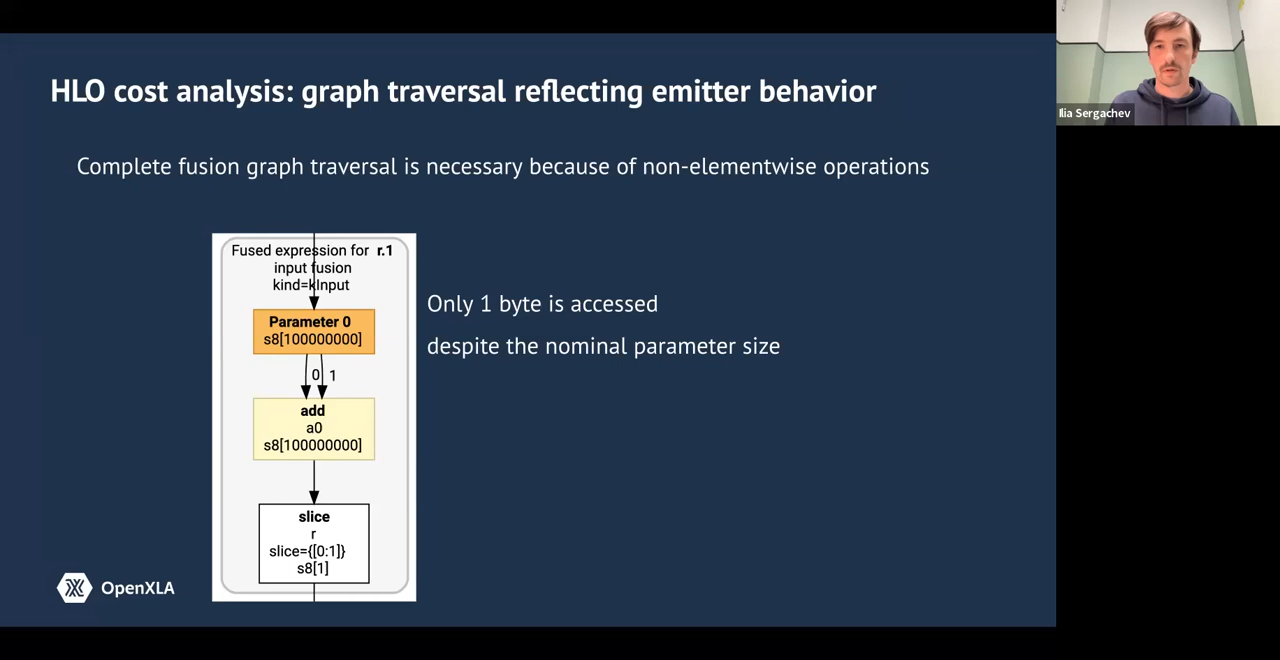 HLO cost analysis: graph traversal reflecting emitter behavior
Ilia Sergachev
Complete fusion graph traversal is necessary because of non-elementwise operations
Fused expression for r.1
input fusion
kind=kInput
Parameter 0
s8[100000000]
0 1
add
a0
s8[100000000]
slice
r
slice={[0:1]}
s8[1]
Only 1 byte is accessed
despite the nominal parameter size
OpenXLA